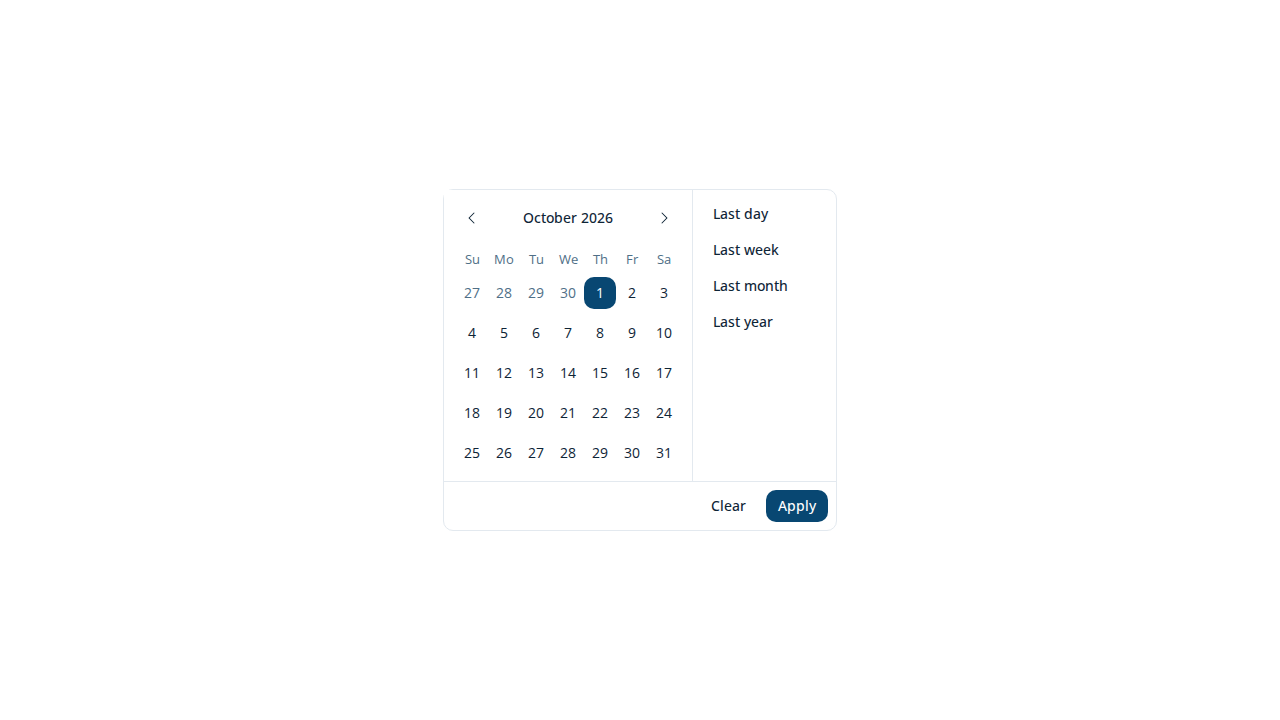 October 2026
Su Mo Tu We Th Fr Sa
27 28 29 30 1 2 3
4 5 6 7 8 9 10
11 12 13 14 15 16 17
18 19 20 21 22 23 24
25 26 27 28 29 30 31
Last day
Last week
Last month
Last year
Clear Apply